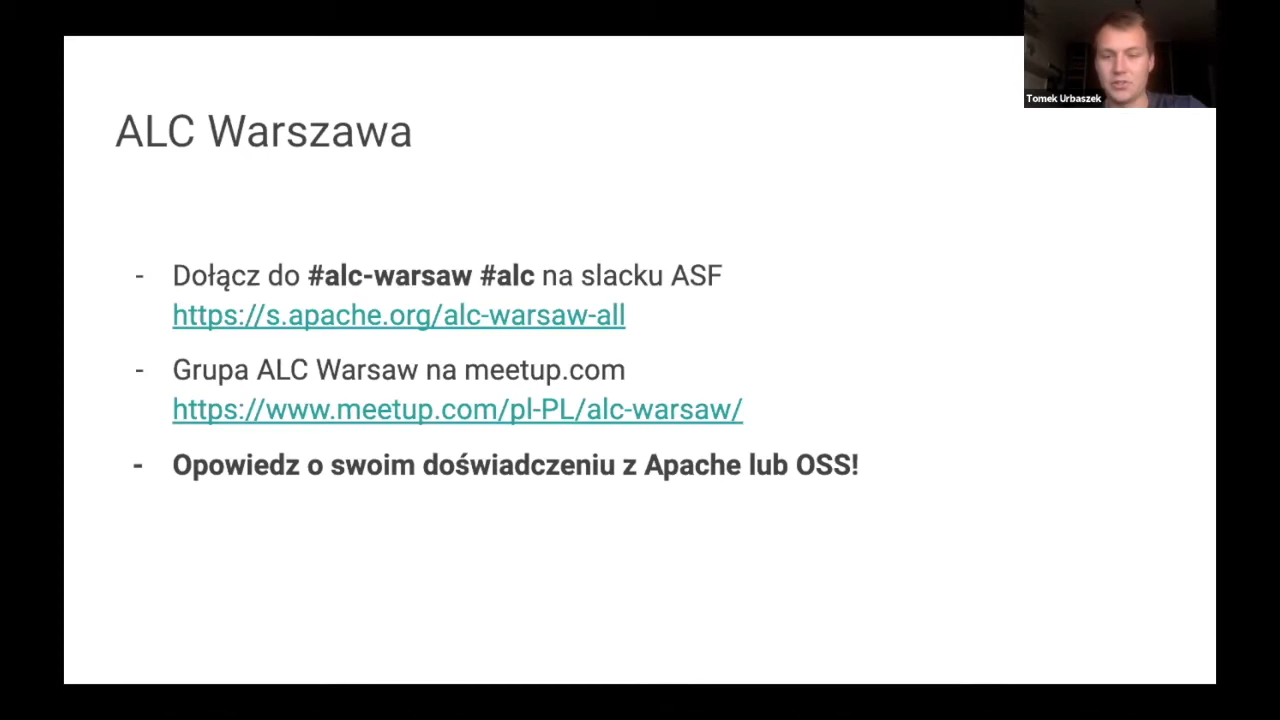 Tomek Urbaszek
ALC Warszawa
- Dołącz do #alc-warsaw #alc na slacku ASF
https://s.apache.org/alc-warsaw-all
- Grupa ALC Warsaw na meetup.com
https://www.meetup.com/pl-PL/alc-warsaw/
- Opowiedz o swoim doświadczeniu z Apache lub OSS!